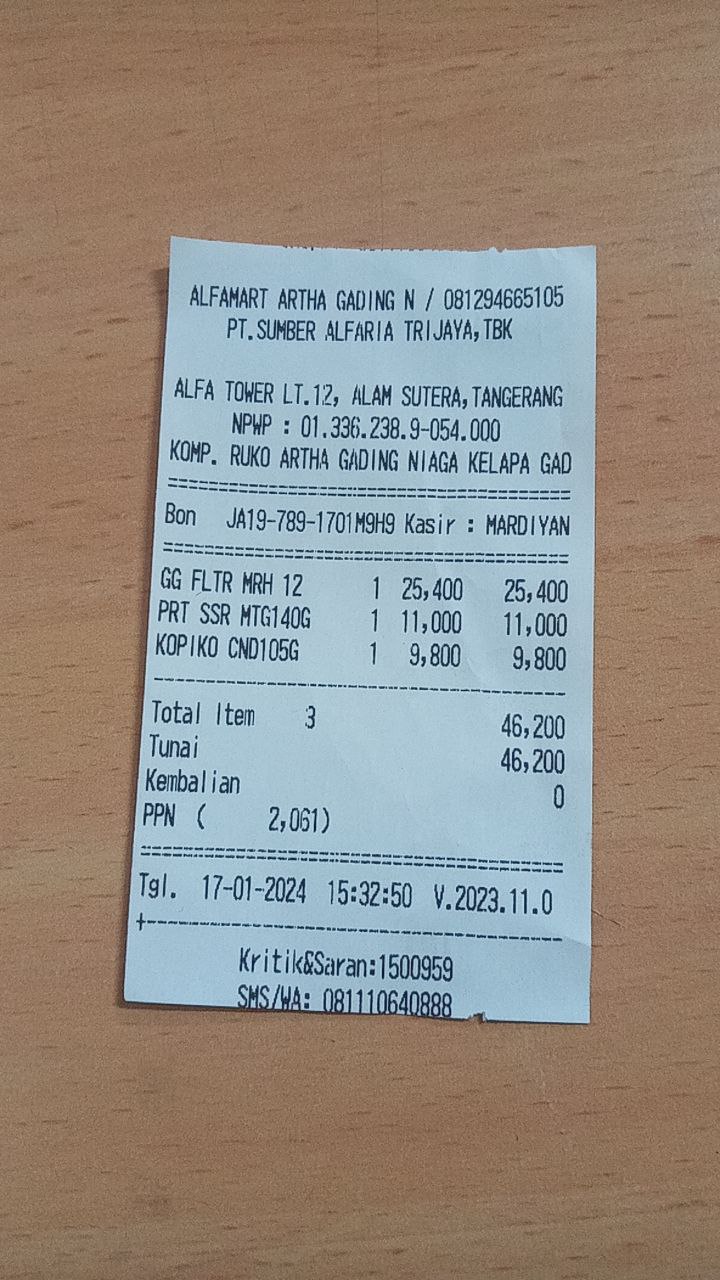 ALFAMART ARTHA GADING N / 081294665105
PT.SUMBER ALFARIA TRIJAYA,TBK
ALFA TOWER LT.12, ALAM SUTERA,TANGERANG
NPWP : 01.336.238.9-054.000
KOMP. RUKO ARTHA GADING NIAGA KELAPA GAD
Bon JA19-789-1701M9H9 Kasir : MARDIYAN
GG FLTR MRH 12 1 25,400 25,400
PRT SSR MTG140G 1 11,000 11,000
KOPIKO CND105G 1 9,800 9,800
Total Item 3 46,200
Tunai 46,200
Kembalian 0
PPN ( 2,061)
Tgl. 17-01-2024 15:32:50 V.2023.11.0
Kritik&Saran:1500959
SMS/WA: 081110640888